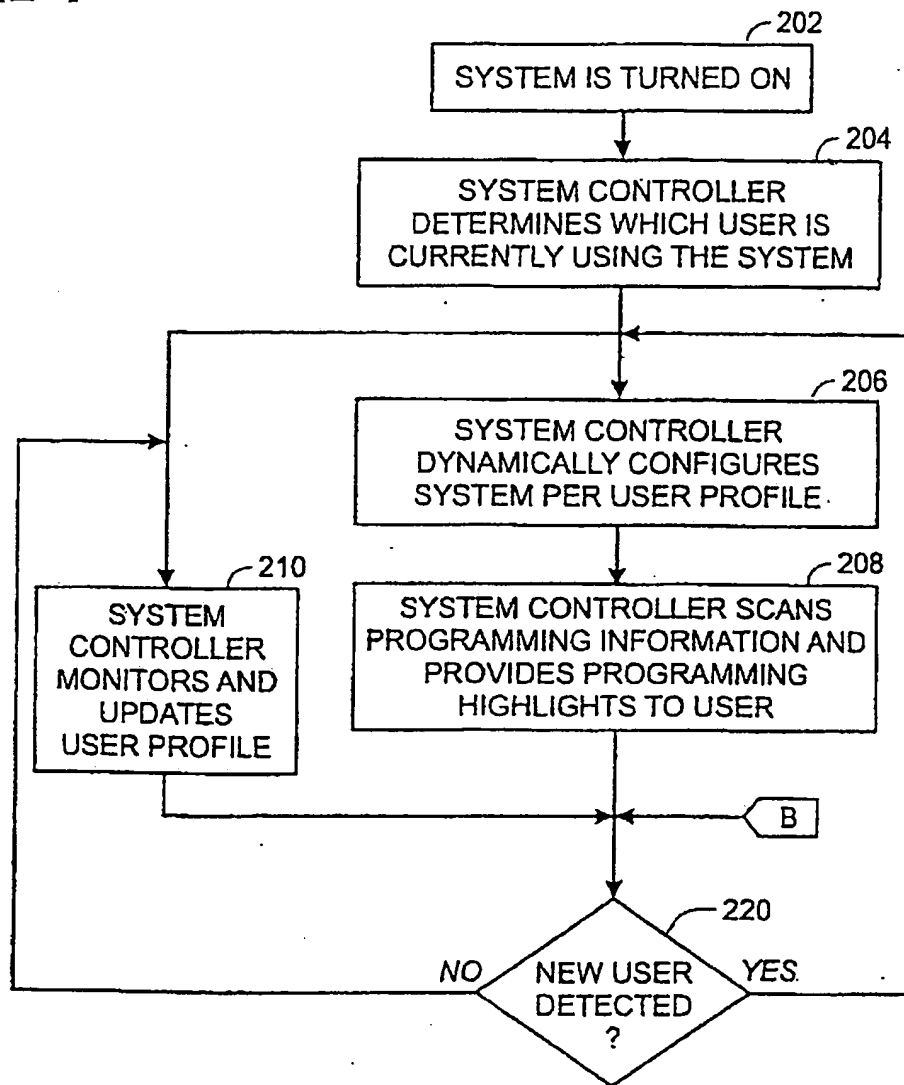 202
SYSTEM IS TURNED ON
204
SYSTEM CONTROLLER
DETERMINES WHICH USER IS
CURRENTLY USING THE SYSTEM
206
SYSTEM CONTROLLER
DYNAMICALLY CONFIGURES
SYSTEM PER USER PROFILE
210
SYSTEM
CONTROLLER
MONITORS AND
UPDATES
USER PROFILE
208
SYSTEM CONTROLLER SCANS
PROGRAMMING INFORMATION AND
PROVIDES PROGRAMMING
HIGHLIGHTS TO USER
B
220
NO
NEW USER
DETECTED
?
YES